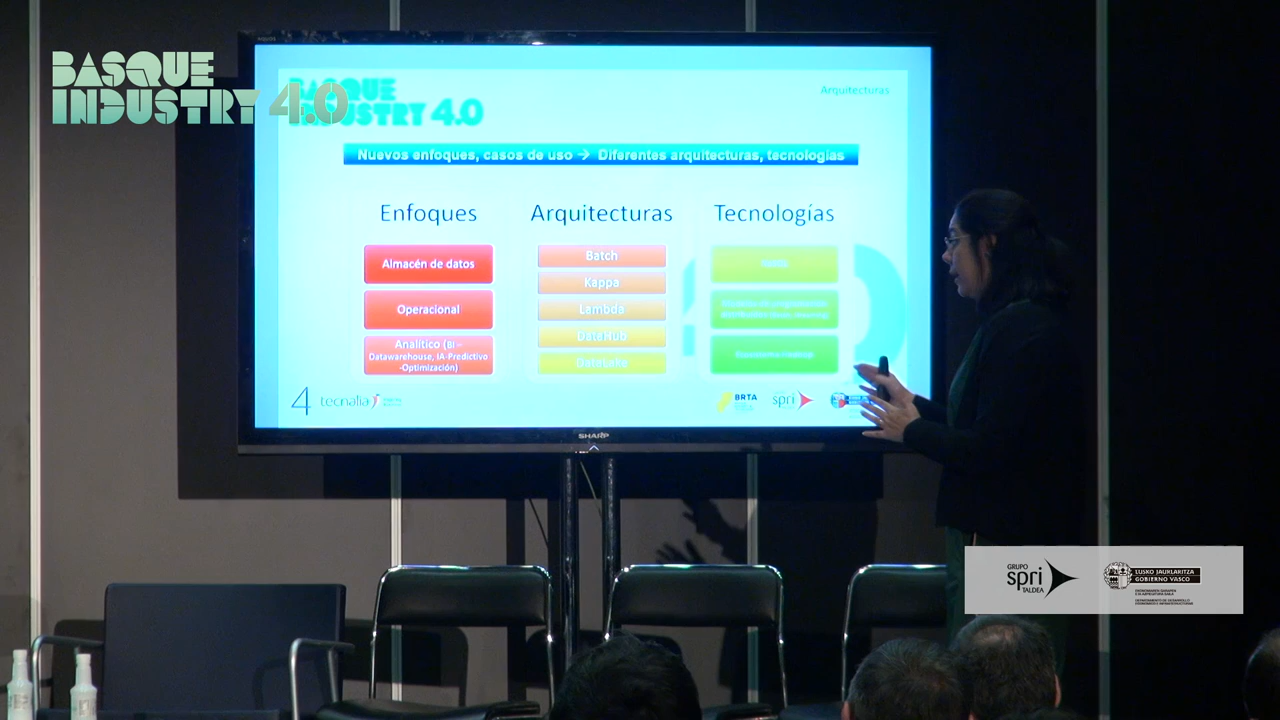 BASQUE
INDUSTRY 4.0
BASQUE
INDUSTRY 4.0
Arquitecturas
Nuevos enfoques, casos de uso → Diferentes arquitecturas, tecnologías
Enfoques
Almacén de datos
Operacional
Analítico (BI –
Datawarehouse, IA-Predictivo
-Optimización)
Arquitecturas
Batch
Kappa
Lambda
DataHub
DataLake
Tecnologías
4 tecnalia
BRTA
spri
SHARP
GRUPO
spri
TALDEA
EUSKO JAURLARITZA
GOBIERNO VASCO